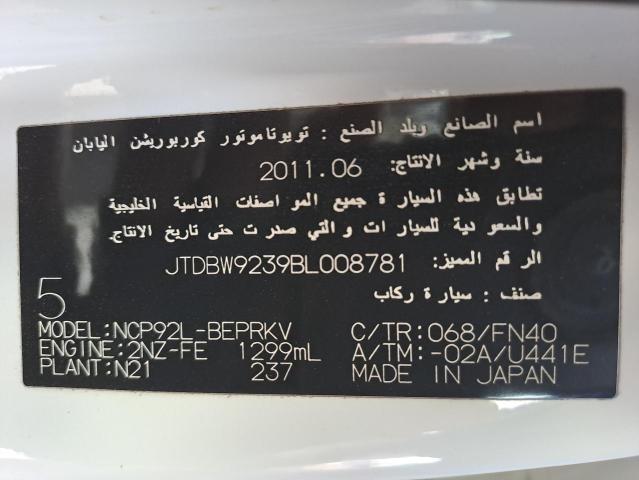 اسم الصانع وبلد الصنع : تويوتاموتور كوربوريشن اليابان
سنة وشهر الانتاج: 2011.06
تطابق هذه السيارة جميع المواصفات القياسية الخليجية
والسعودية للسيارات والتي صدرت حتى تاريخ الانتاج.
الرقم المميز: JTDBW9239BL008781
صنف : سيارة ركاب
5
MODEL:NCP92L-BEPRKV C/TR:068/FN40
ENGINE:2NZ-FE 1299mL A/TM:-02A/U441E
PLANT:N21 237 MADE IN JAPAN